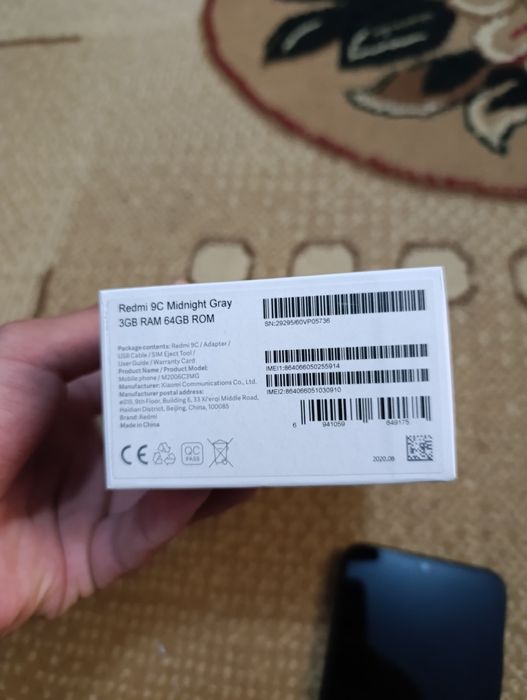 Redmi 9C Midnight Gray
3GB RAM 64GB ROM
Package contents: Redmi 9C / Adapter /
USB Cable / SIM Eject Tool /
User Guide / Warranty Card
Product Name / Product Model:
Mobile phone / M2006C3MG
Manufacturer: Xiaomi Communications Co., Ltd.
Manufacturer postal address:
#019, 9th Floor, Building 6, 33 Xi'erqi Middle Road,
Haidian District, Beijing, China, 100085
Brand: Redmi
Made in China
CE
QC
PASS
SN:29295/60VP05736
IMEI1:864066050255914
IMEI2:864066051030910
6 941059 649175
2020.08